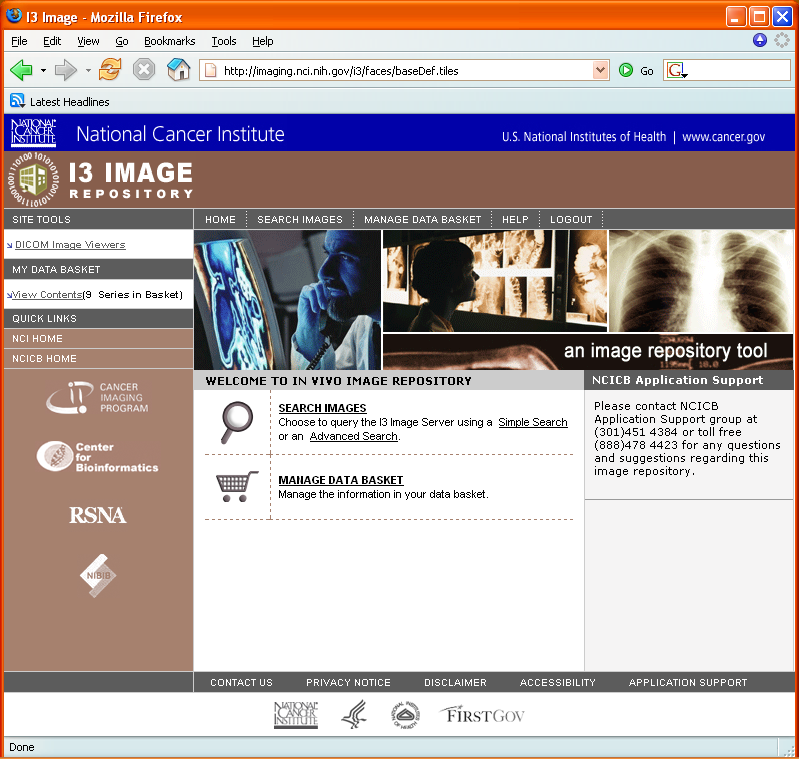 I3 Image - Mozilla Firefox
File Edit View Go Bookmarks Tools Help
http://imaging.nci.nih.gov/i3/faces/baseDef.tiles Go G
Latest Headlines
NATIONAL CANCER INSTITUTE National Cancer Institute U.S. National Institutes of Health | www.cancer.gov
I3 IMAGE
REPOSITORY
SITE TOOLS HOME SEARCH IMAGES MANAGE DATA BASKET HELP LOGOUT
DICOM Image Viewers
MY DATA BASKET
View Contents(9 Series in Basket)
QUICK LINKS
NCI HOME
NCICB HOME
an image repository tool
CANCER
IMAGING
PROGRAM
Center
for
Bioinformatics
RSNA
NIBIB
WELCOME TO IN VIVO IMAGE REPOSITORY
SEARCH IMAGES
Choose to query the I3 Image Server using a Simple Search
or an Advanced Search.
MANAGE DATA BASKET
Manage the information in your data basket.
NCICB Application Support
Please contact NCICB
Application Support group at
(301)451 4384 or toll free
(888)478 4423 for any questions
and suggestions regarding this
image repository.
CONTACT US PRIVACY NOTICE DISCLAIMER ACCESSIBILITY APPLICATION SUPPORT
NATIONAL CANCER INSTITUTE FIRSTGOV
Done